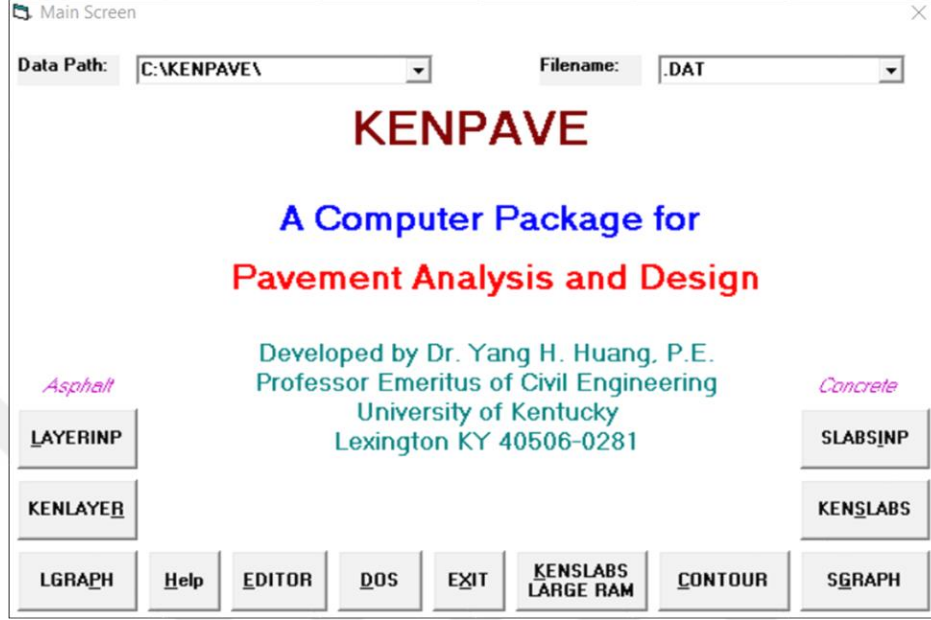 Main Screen
Data Path: C:\KENPAVE\ Filename: .DAT
KENPAVE
A Computer Package for
Pavement Analysis and Design
Developed by Dr. Yang H. Huang, P.E.
Professor Emeritus of Civil Engineering
University of Kentucky
Lexington KY 40506-0281
Asphalt
Concrete
LAYERINP
SLABSINP
KENLAYER
KENSLABS
LGRAPH
Help
EDITOR
DOS
EXIT
KENSLABS
LARGE RAM
CONTOUR
SGRAPH